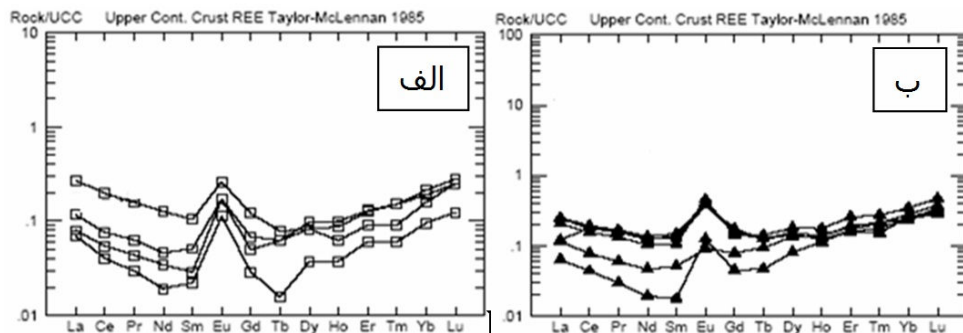 Rock/UCC Upper Cont. Crust REE Taylor-McLennan 1985
10
1
.1
.01
الف
La Ce Pr Nd Sm Eu Gd Tb Dy Ho Er Tm Yb Lu
Rock/UCC Upper Cont. Crust REE Taylor-McLennan 1985
100
10
1
.1
.01
ب
La Ce Pr Nd Sm Eu Gd Tb Dy Ho Er Tm Yb Lu